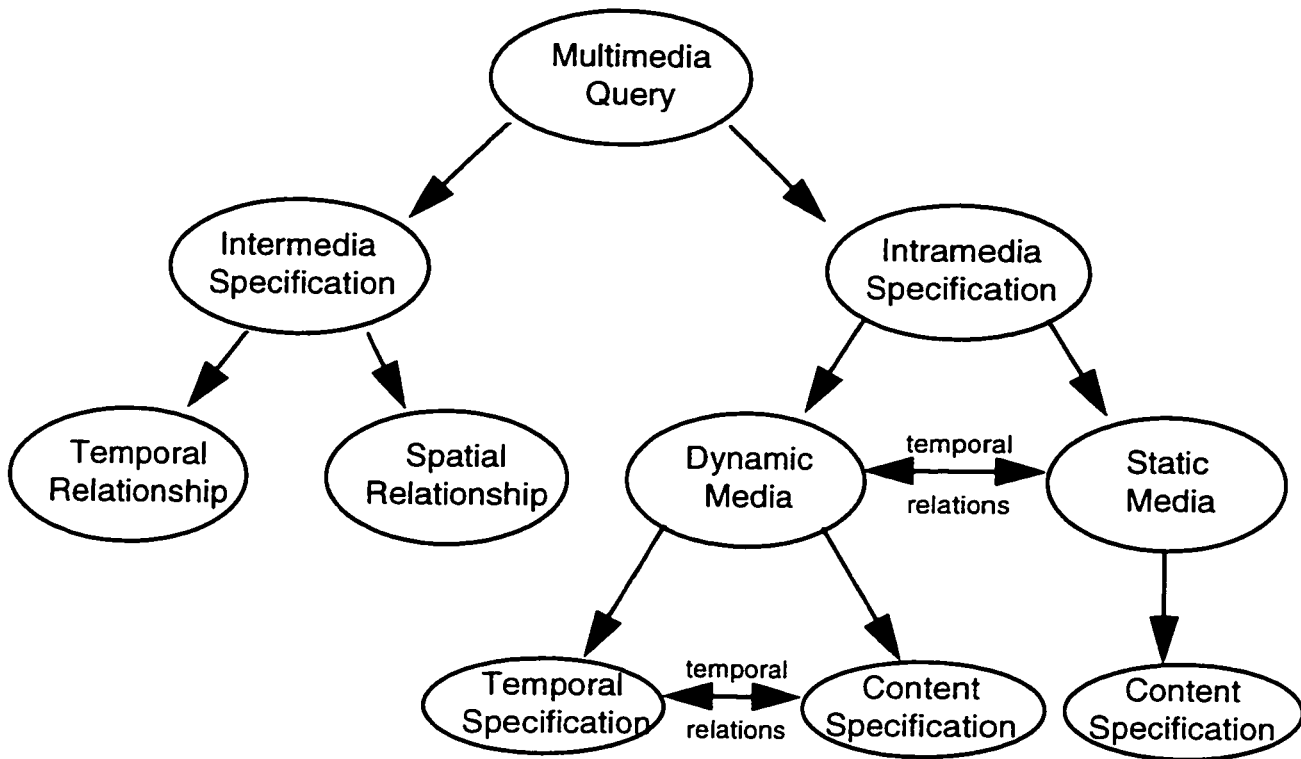 Multimedia
Query
Intermedia
Specification
Intramedia
Specification
Temporal
Relationship
Spatial
Relationship
Dynamic
Media
temporal
relations
Static
Media
Temporal
Specification
temporal
relations
Content
Specification
Content
Specification